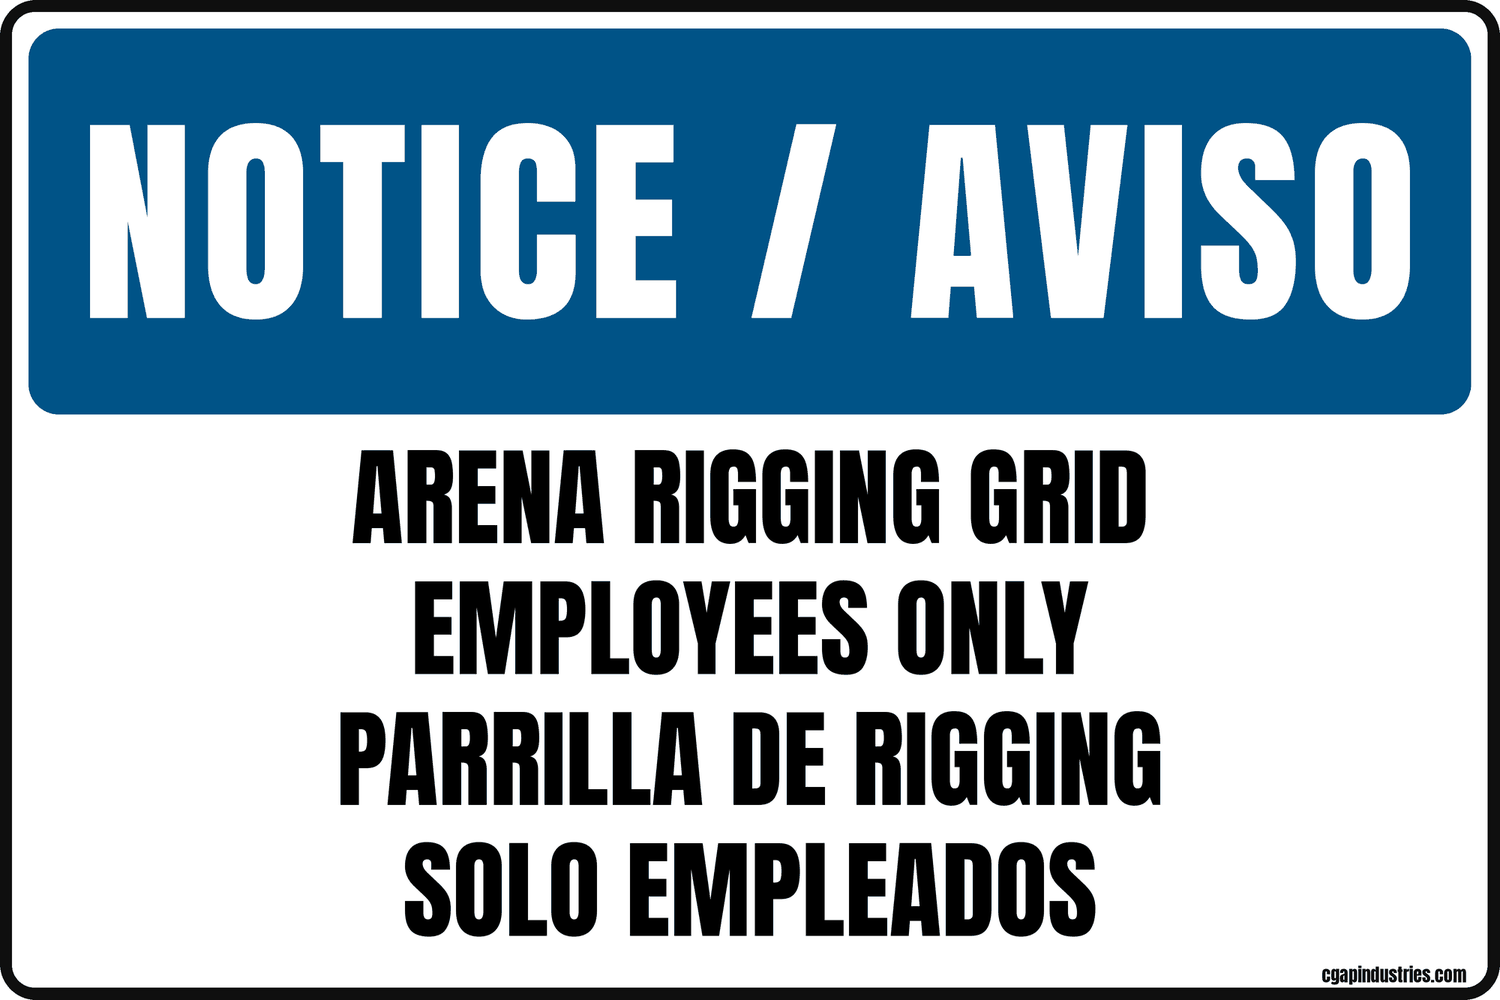 NOTICE / AVISO
ARENA RIGGING GRID
EMPLOYEES ONLY
PARRILLA DE RIGGING
SOLO EMPLEADOS
cgapindustries.com